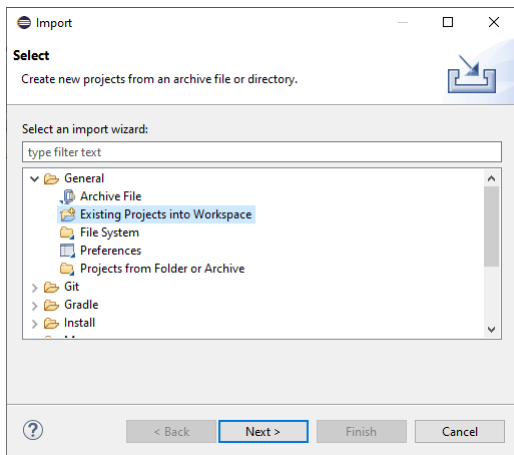 Import
Select
Create new projects from an archive file or directory.
Select an import wizard:
type filter text
General
Archive File
Existing Projects into Workspace
File System
Preferences
Projects from Folder or Archive
Git
Gradle
Install
?
< Back
Next >
Finish
Cancel